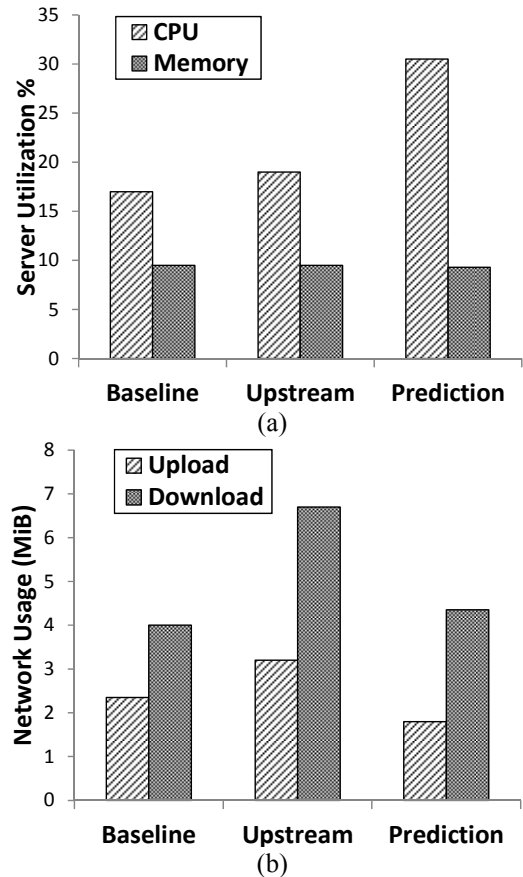 35
30
25
20
15
10
5
0
Server Utilization %
CPU
Memory
Baseline Upstream Prediction
(a)
8
7
6
5
4
3
2
1
0
Network Usage (MiB)
Upload
Download
Baseline Upstream Prediction
(b)